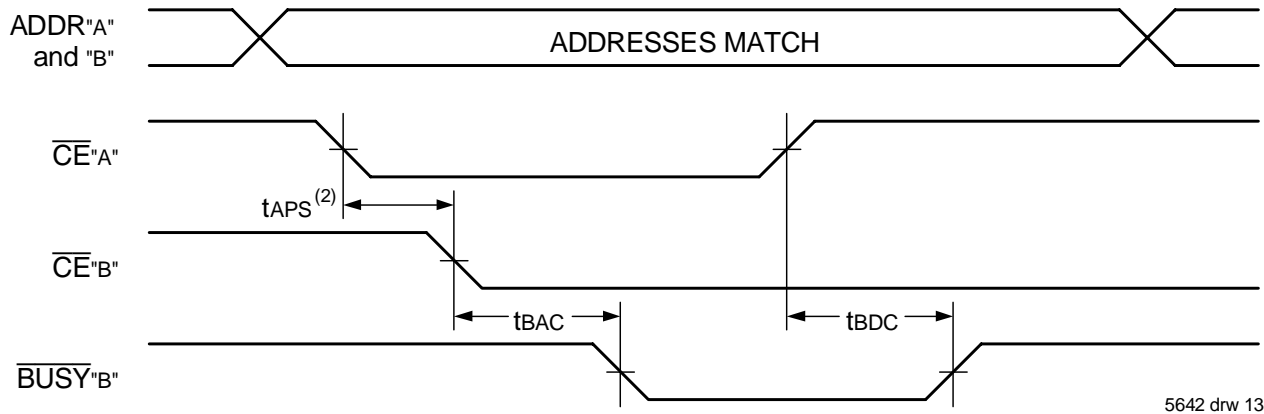 ADDR"A"
and "B"
ADDRESSES MATCH
CE"A"
tAPS(2)
CE"B"
tBAC
tBDC
BUSY"B"
5642 drw 13